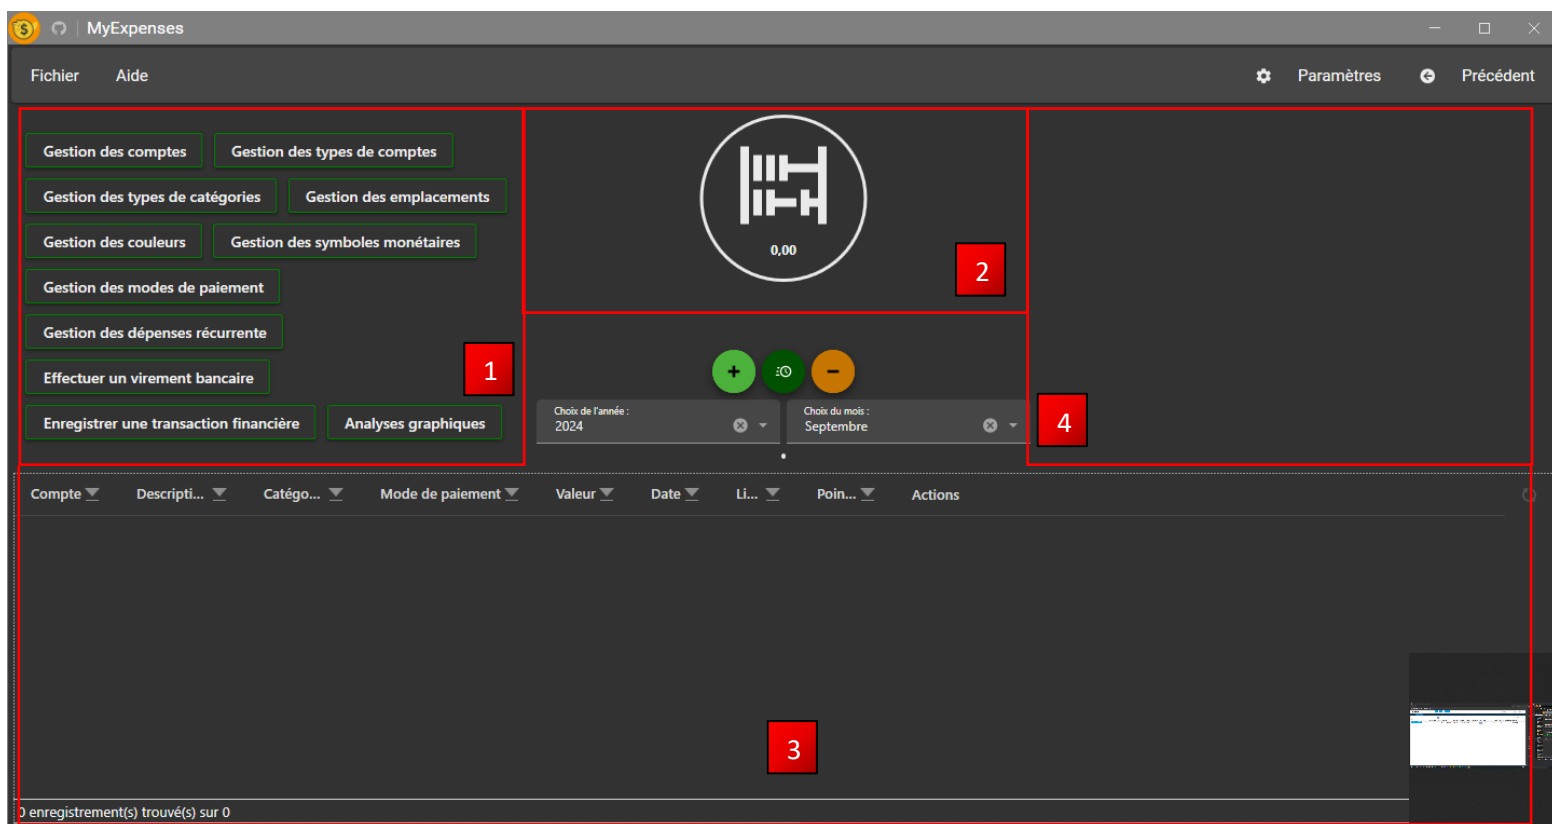 MyExpenses
Fichier Aide Paramètres Précédent
Gestion des comptes Gestion des types de comptes
Gestion des types de catégories Gestion des emplacements
Gestion des couleurs Gestion des symboles monétaires
Gestion des modes de paiement
Gestion des dépenses récurrente
Effectuer un virement bancaire
Enregistrer une transaction financière Analyses graphiques
1
0,00
2
Choix de l'année :
2024
Choix du mois :
Septembre
4
Compte Descripti... Catégo... Mode de paiement Valeur Date Li... Poin... Actions
3
0 enregistrement(s) trouvé(s) sur 0